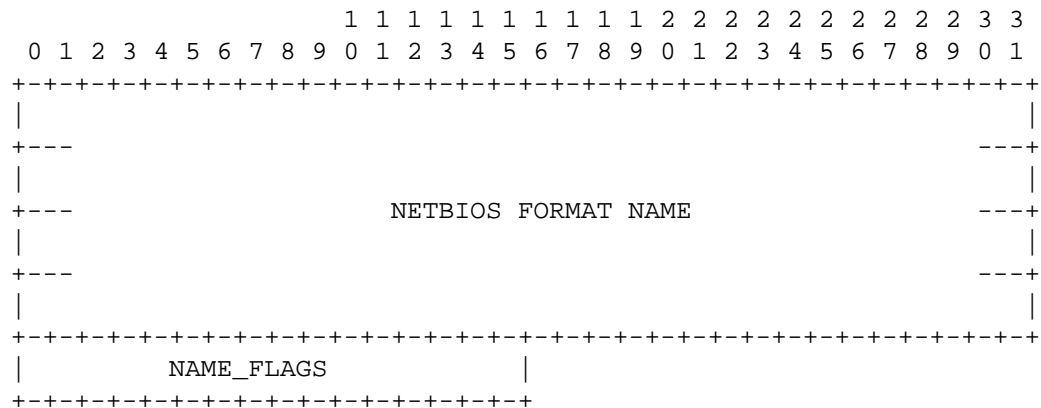 1 1 1 1 1 1 1 1 1 1 2 2 2 2 2 2 2 2 2 2 3 3
 0 1 2 3 4 5 6 7 8 9 0 1 2 3 4 5 6 7 8 9 0 1 2 3 4 5 6 7 8 9 0 1
+-+-+-+-+-+-+-+-+-+-+-+-+-+-+-+-+-+-+-+-+-+-+-+-+-+-+-+-+-+-+-+-+
|                                                               |
+---                                                         ---+
|                                                               |
+---                    NETBIOS FORMAT NAME                  ---+
|                                                               |
+---                                                         ---+
|                                                               |
+-+-+-+-+-+-+-+-+-+-+-+-+-+-+-+-+-+-+-+-+-+-+-+-+-+-+-+-+-+-+-+-+
|         NAME_FLAGS            |
+-+-+-+-+-+-+-+-+-+-+-+-+-+-+-+-+